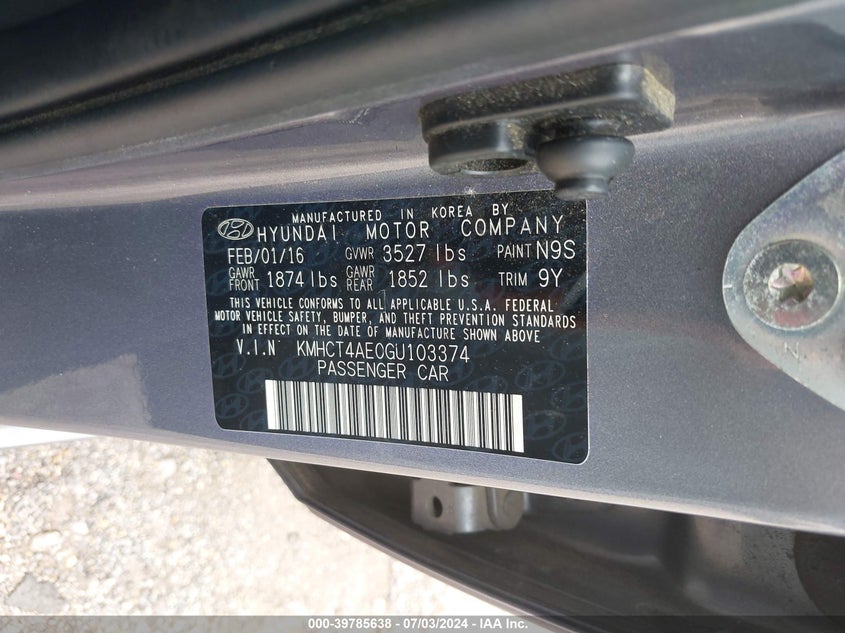 MANUFACTURED IN KOREA BY
HYUNDAI MOTOR COMPANY
FEB/01/16 GVWR 3527 lbs PAINT N9S
GAWR FRONT 1874 lbs GAWR REAR 1852 lbs TRIM 9Y
THIS VEHICLE CONFORMS TO ALL APPLICABLE U.S.A. FEDERAL
MOTOR VEHICLE SAFETY, BUMPER, AND THEFT PREVENTION STANDARDS
IN EFFECT ON THE DATE OF MANUFACTURE SHOWN ABOVE
V.I.N KMHCT4AE0GU103374
PASSENGER CAR
000-39785638 - 07/03/2024 - IAA Inc.